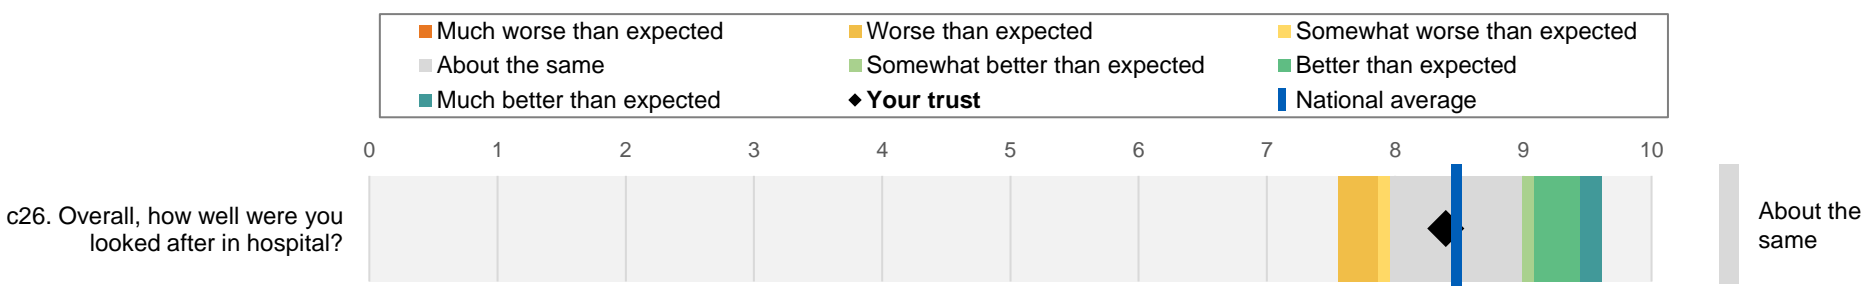 Much worse than expected
Worse than expected
Somewhat worse than expected
About the same
Somewhat better than expected
Better than expected
Much better than expected
Your trust
National average
0 1 2 3 4 5 6 7 8 9 10
c26. Overall, how well were you
looked after in hospital?
About the
same